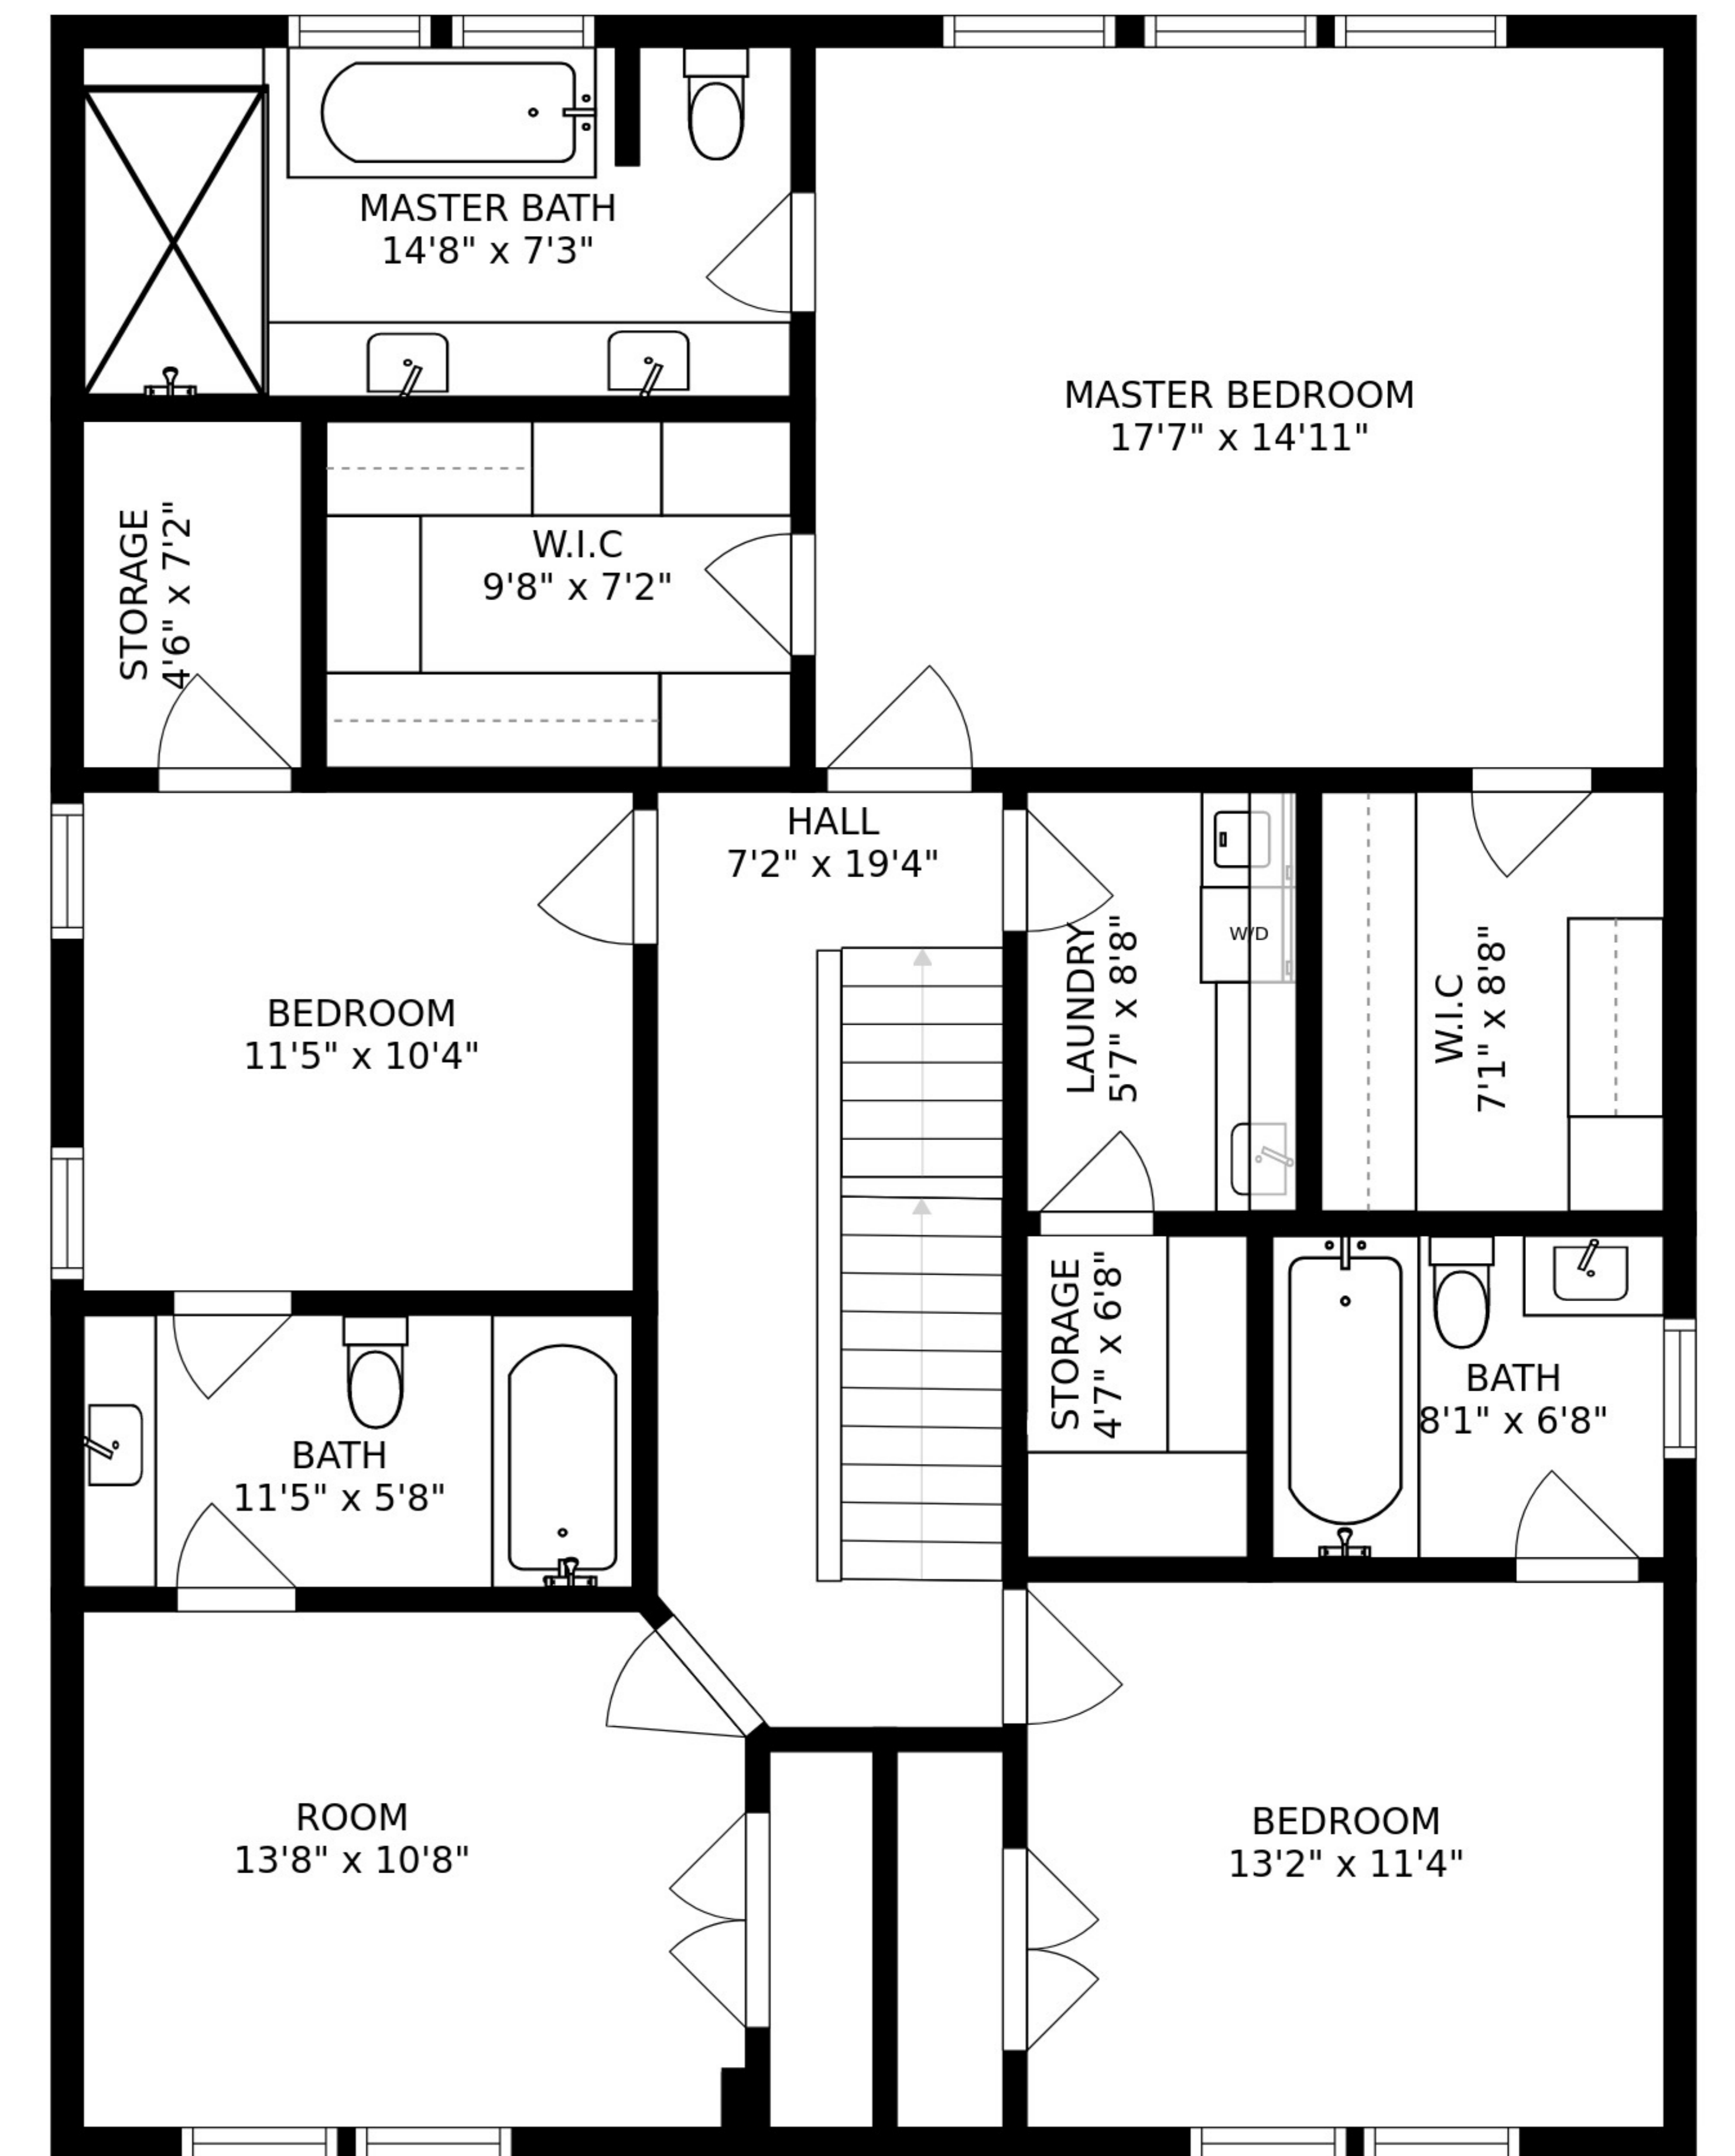 MASTER BATH
14'8" x 7'3"
MASTER BEDROOM
17'7" x 14'11"
STORAGE
4'6" x 7'2"
W.I.C
9'8" x 7'2"
HALL
7'2" x 19'4"
BEDROOM
11'5" x 10'4"
LAUNDRY
5'7" x 8'8"
W/D
W.I.C
7'1" x 8'8"
STORAGE
4'7" x 6'8"
BATH
8'1" x 6'8"
BATH
11'5" x 5'8"
ROOM
13'8" x 10'8"
BEDROOM
13'2" x 11'4"